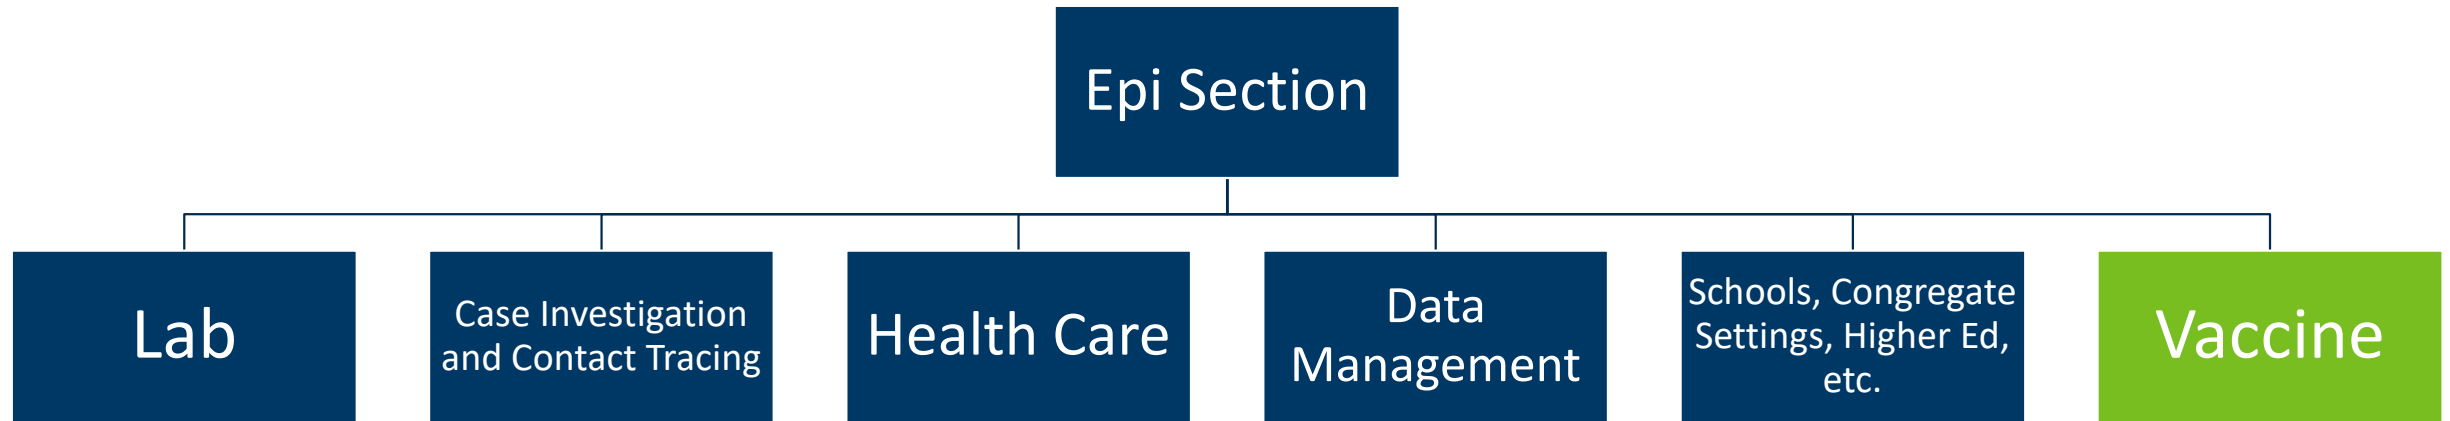 Epi Section
Lab
Case Investigation
and Contact Tracing
Health Care
Data
Management
Schools, Congregate
Settings, Higher Ed,
etc.
Vaccine